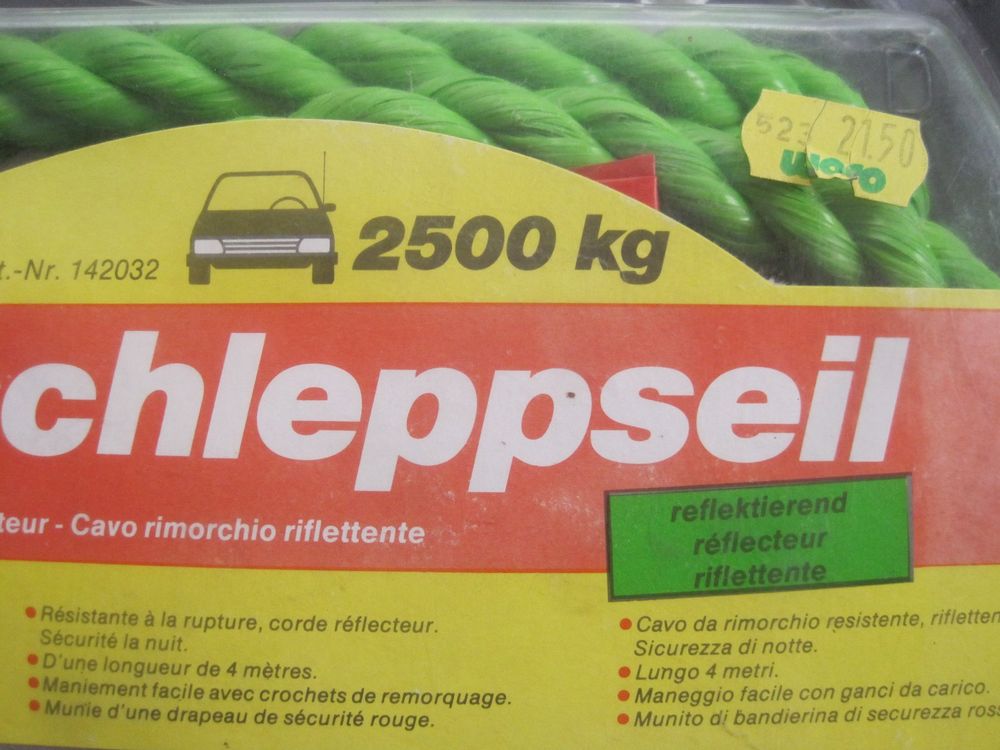 523 21.50
2500 kg
t.-Nr. 142032
chleppseil
teur - Cavo rimorchio riflettente
reflektierend
réflecteur
riflettente
Résistante à la rupture, corde réflecteur.
Sécurité la nuit.
D'une longueur de 4 mètres.
Maniement facile avec crochets de remorquage.
Munie d'une drapeau de sécurité rouge.
Cavo da rimorchio resistente, rifletten
Sicurezza di notte.
Lungo 4 metri.
Maneggio facile con ganci da carico.
Munito di bandierina di securezza ross